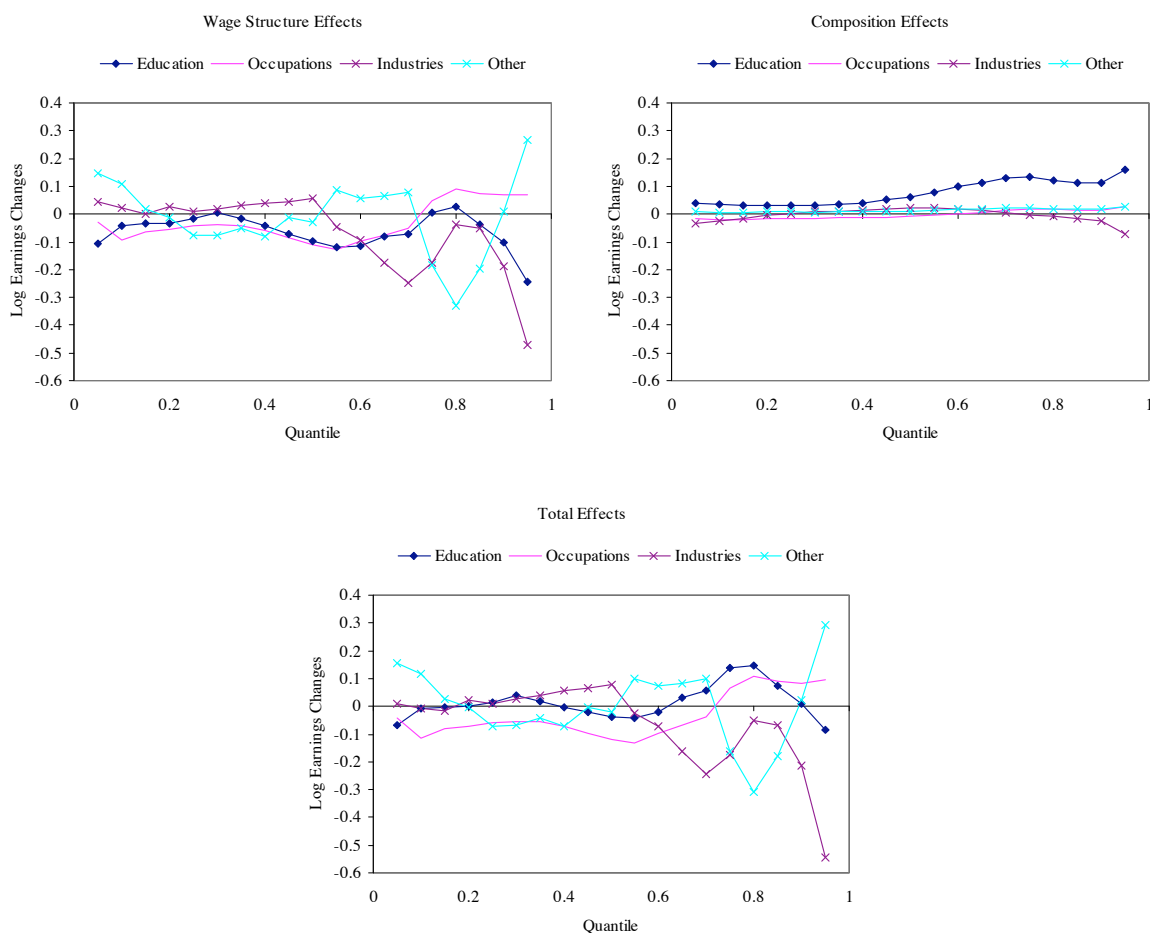 Wage Structure Effects
Education Occupations Industries Other
0.4
0.3
0.2
0.1
0
-0.1
-0.2
-0.3
-0.4
-0.5
-0.6
Log Earnings Changes
0 0.2 0.4 0.6 0.8 1
Quantile
Composition Effects
Education Occupations Industries Other
0.4
0.3
0.2
0.1
0
-0.1
-0.2
-0.3
-0.4
-0.5
-0.6
Log Earnings Changes
0 0.2 0.4 0.6 0.8 1
Quantile
Total Effects
Education Occupations Industries Other
0.4
0.3
0.2
0.1
0
-0.1
-0.2
-0.3
-0.4
-0.5
-0.6
Log Earnings Changes
0 0.2 0.4 0.6 0.8 1
Quantile